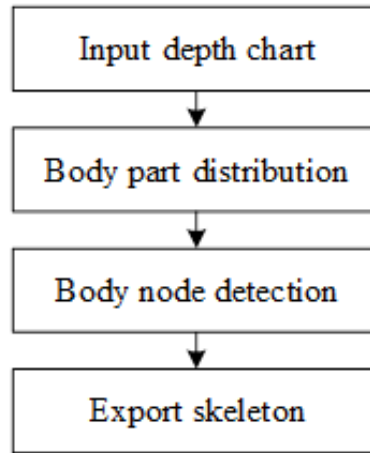 Input depth chart
Body part distribution
Body node detection
Export skeleton